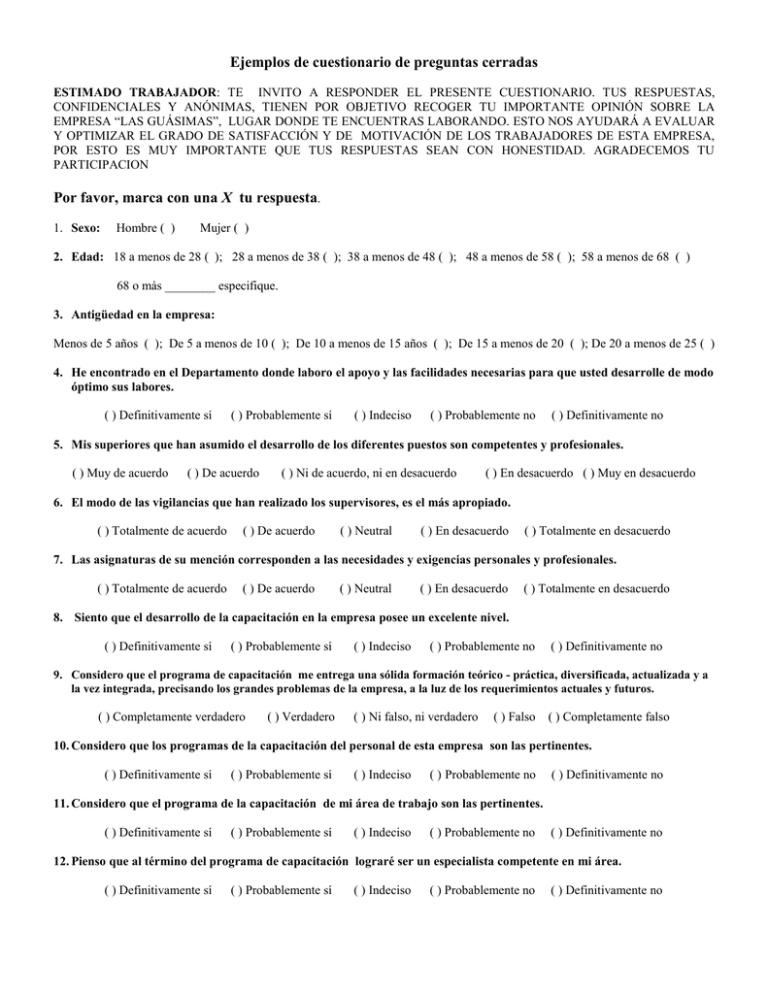 Ejemplos de cuestionario de preguntas cerradas
ESTIMADO TRABAJADOR: TE INVITO A RESPONDER EL PRESENTE CUESTIONARIO. TUS RESPUESTAS,
CONFIDENCIALES Y ANÓNIMAS, TIENEN POR OBJETIVO RECOGER TU IMPORTANTE OPINIÓN SOBRE LA
EMPRESA “LAS GUÁSIMAS”, LUGAR DONDE TE ENCUENTRAS LABORANDO. ESTO NOS AYUDARÁ A EVALUAR
Y OPTIMIZAR EL GRADO DE SATISFACCIÓN Y DE MOTIVACIÓN DE LOS TRABAJADORES DE ESTA EMPRESA,
POR ESTO ES MUY IMPORTANTE QUE TUS RESPUESTAS SEAN CON HONESTIDAD. AGRADECEMOS TU
PARTICIPACION
Por favor, marca con una X tu respuesta.
1. Sexo: Hombre ( ) Mujer ( )
2. Edad: 18 a menos de 28 ( ); 28 a menos de 38 ( ); 38 a menos de 48 ( ); 48 a menos de 58 ( ); 58 a menos de 68 ( )
68 o más ________ especifique.
3. Antigüedad en la empresa:
Menos de 5 años ( ); De 5 a menos de 10 ( ); De 10 a menos de 15 años ( ); De 15 a menos de 20 ( ); De 20 a menos de 25 ( )
4. He encontrado en el Departamento donde laboro el apoyo y las facilidades necesarias para que usted desarrolle de modo
óptimo sus labores.
( ) Definitivamente sí ( ) Probablemente sí ( ) Indeciso ( ) Probablemente no ( ) Definitivamente no
5. Mis superiores que han asumido el desarrollo de los diferentes puestos son competentes y profesionales.
( ) Muy de acuerdo ( ) De acuerdo ( ) Ni de acuerdo, ni en desacuerdo ( ) En desacuerdo ( ) Muy en desacuerdo
6. El modo de las vigilancias que han realizado los supervisores, es el más apropiado.
( ) Totalmente de acuerdo ( ) De acuerdo ( ) Neutral ( ) En desacuerdo ( ) Totalmente en desacuerdo
7. Las asignaturas de su mención corresponden a las necesidades y exigencias personales y profesionales.
( ) Totalmente de acuerdo ( ) De acuerdo ( ) Neutral ( ) En desacuerdo ( ) Totalmente en desacuerdo
8. Siento que el desarrollo de la capacitación en la empresa posee un excelente nivel.
( ) Definitivamente sí ( ) Probablemente sí ( ) Indeciso ( ) Probablemente no ( ) Definitivamente no
9. Considero que el programa de capacitación me entrega una sólida formación teórico - práctica, diversificada, actualizada y a
la vez integrada, precisando los grandes problemas de la empresa, a la luz de los requerimientos actuales y futuros.
( ) Completamente verdadero ( ) Verdadero ( ) Ni falso, ni verdadero ( ) Falso ( ) Completamente falso
10. Considero que los programas de la capacitación del personal de esta empresa son las pertinentes.
( ) Definitivamente sí ( ) Probablemente sí ( ) Indeciso ( ) Probablemente no ( ) Definitivamente no
11. Considero que el programa de la capacitación de mi área de trabajo son las pertinentes.
( ) Definitivamente sí ( ) Probablemente sí ( ) Indeciso ( ) Probablemente no ( ) Definitivamente no
12. Pienso que al término del programa de capacitación lograré ser un especialista competente en mi área.
( ) Definitivamente sí ( ) Probablemente sí ( ) Indeciso ( ) Probablemente no ( ) Definitivamente no